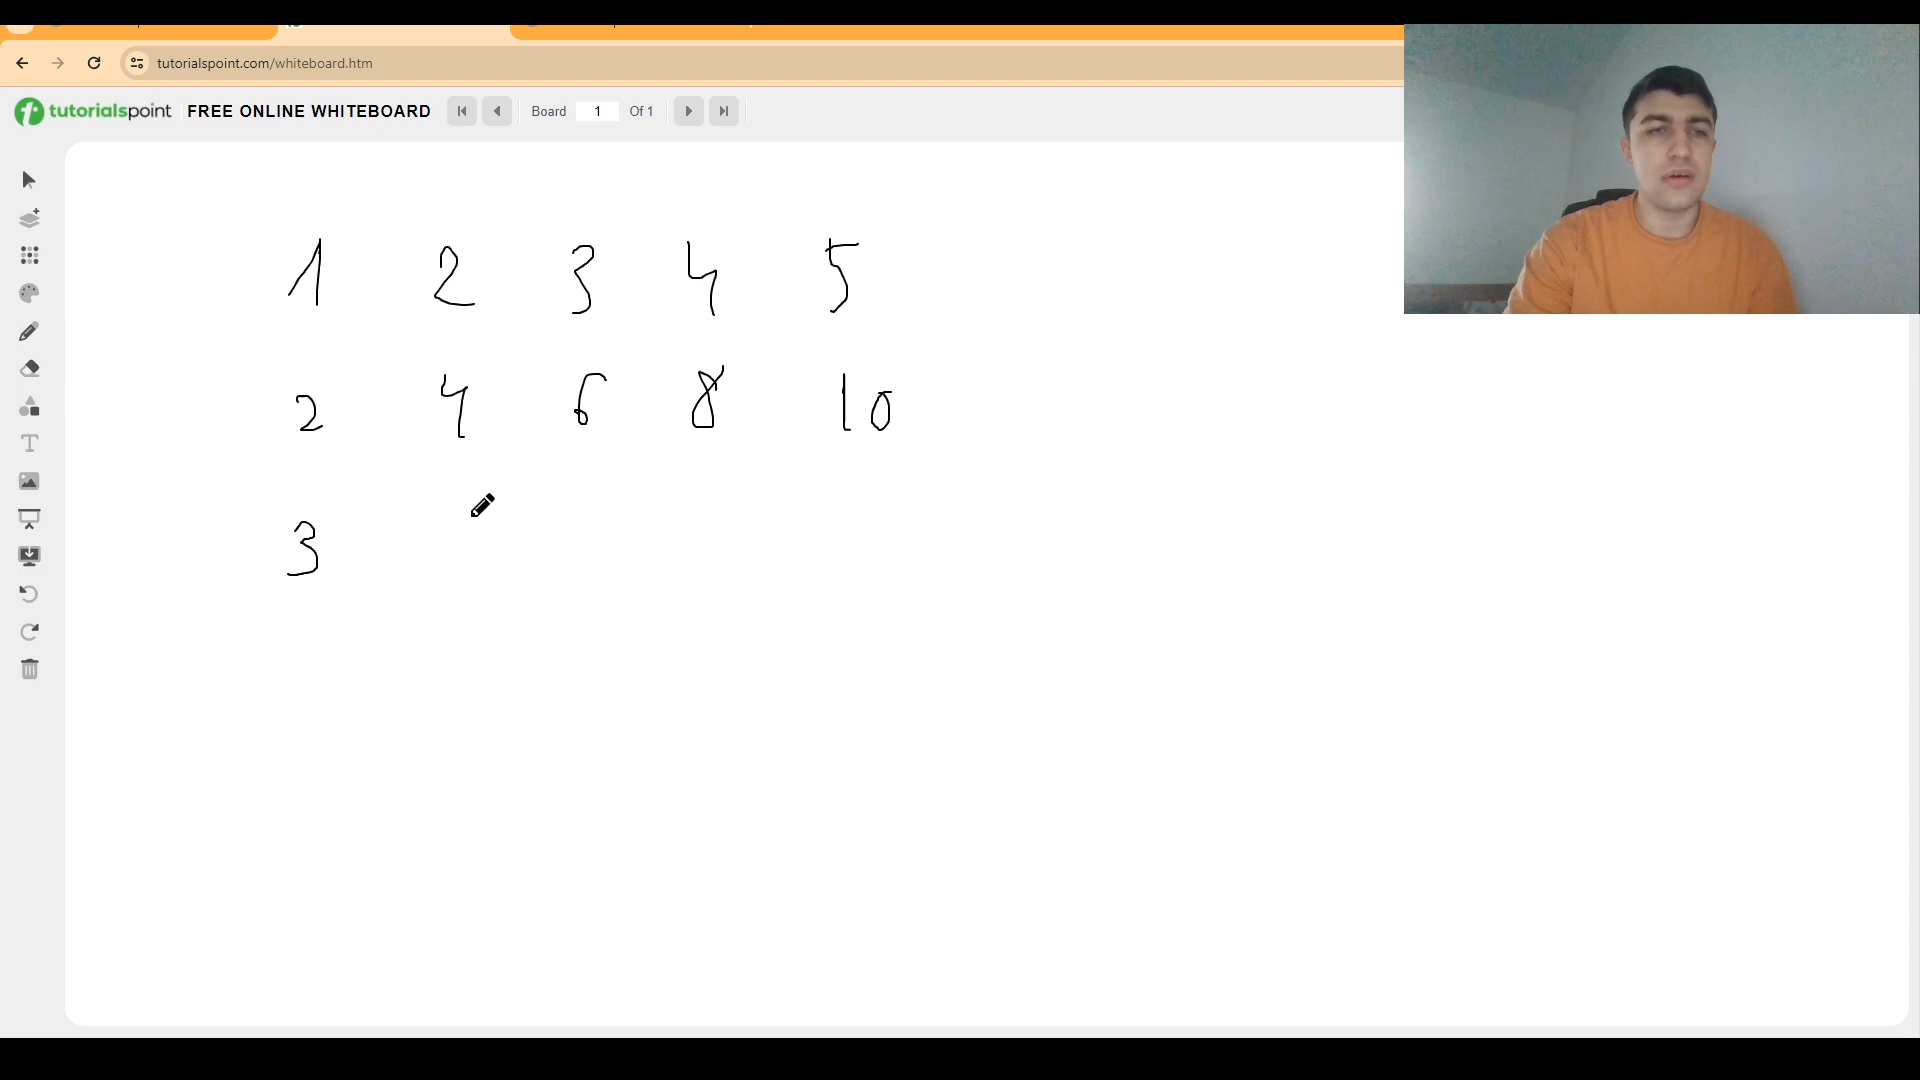 tutorialspoint.com/whiteboard.htm
tutorialspoint FREE ONLINE WHITEBOARD Board 1 Of 1
1 2 3 4 5
2 4 6 8 10
3